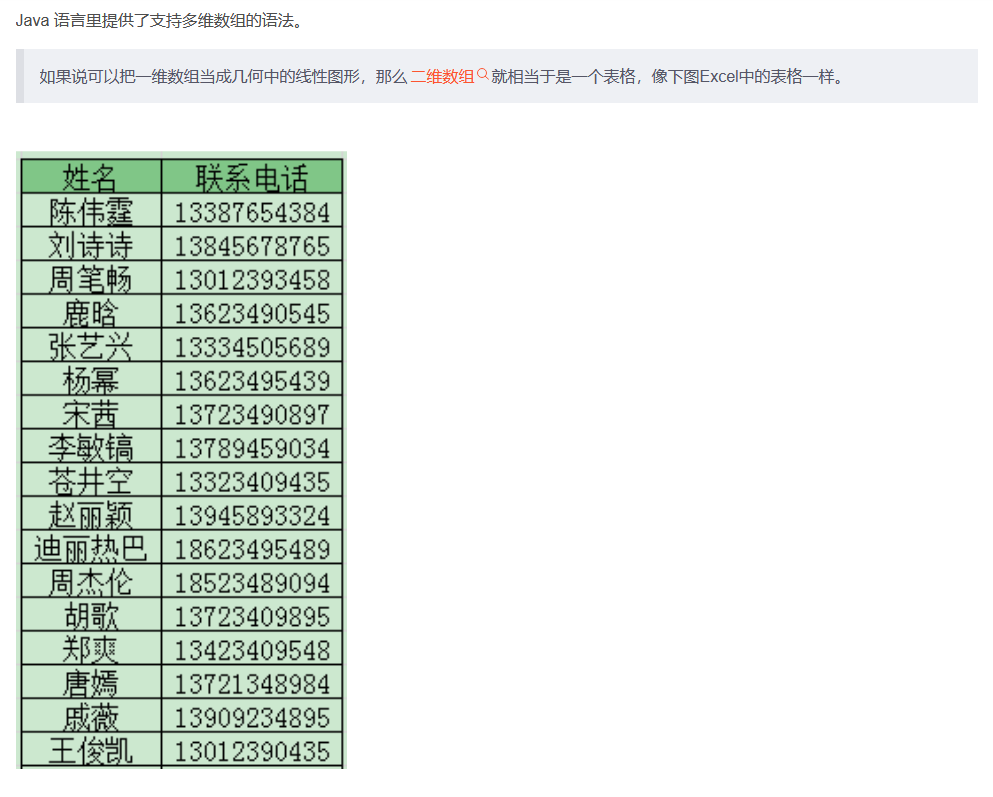 Java 语言里提供了支持多维数组的语法。
如果说可以把一维数组当成几何中的线性图形，那么二维数组就相当于是一个表格，像下图Excel中的表格一样。
姓名 联系电话
陈伟霆 13387654384
刘诗诗 13845678765
周笔畅 13012393458
鹿晗 13623490545
张艺兴 13334505689
杨幂 13623495439
宋茜 13723490897
李敏镐 13789459034
苍井空 13323409435
赵丽颖 13945893324
迪丽热巴 18623495489
周杰伦 18523489094
胡歌 13723409895
郑爽 13423409548
唐嫣 13721348984
戚薇 13909234895
王俊凯 13012390435